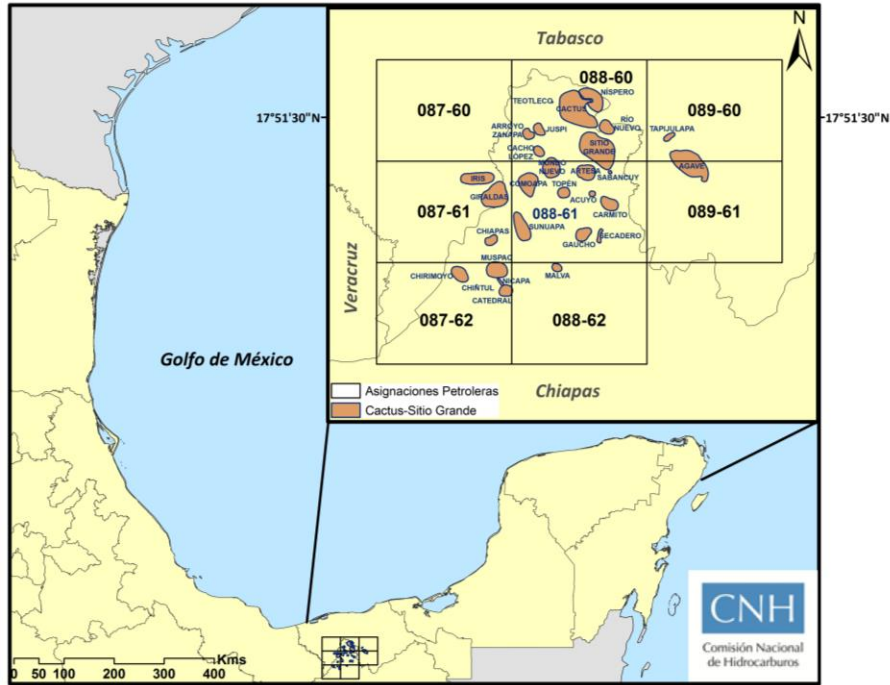 N
Tabasco
17°51'30"N
17°51'30"N
087-60
088-60
089-60
NÍSPERO
TEOTLECO
CACTUS
RÍO
NUEVO
TAPIJULAPA
ARROYO
ZANAPA
JUSPI
SITIO
GRANDE
CACHO
LÓPEZ
AGAVE
MUNDO
NUEVO
ARTESA
SABANCUY
IRIS
COMOAPA
TOPÉN
GIRALDAS
ACUYO
087-61
088-61
089-61
CARMITO
SUNUAPA
CHIAPAS
GAUCHO
SECADERO
MUSPAC
CHIRIMOYO
NICAPA
MALVA
CHINTUL
CATEDRAL
087-62
088-62
Veracruz
Golfo de México
Chiapas
Asignaciones Petroleras
Cactus-Sitio Grande
CNH
Comisión Nacional
de Hidrocarburos
Kms
0 50 100 200 300 400